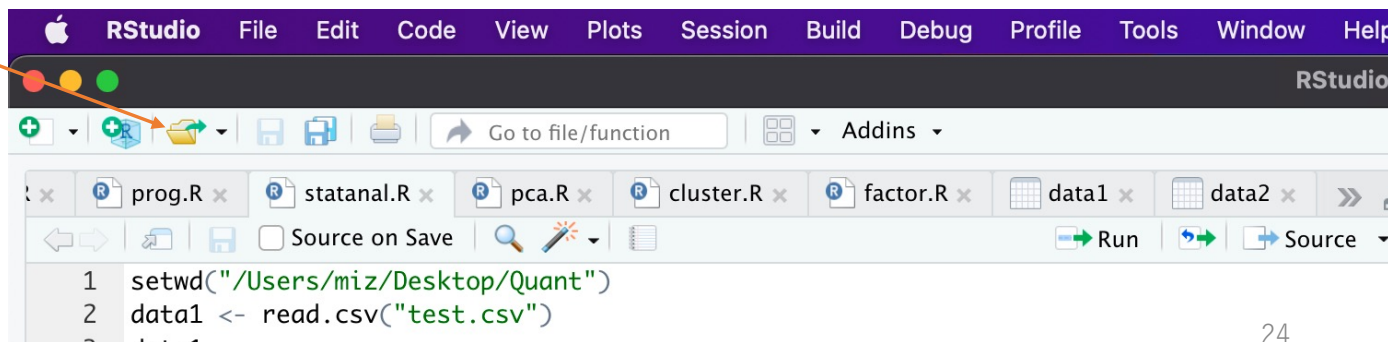 RStudio File Edit Code View Plots Session Build Debug Profile Tools Window Help
RStudio
Go to file/function Addins
prog.R statanal.R pca.R cluster.R factor.R data1 data2
Source on Save Run Source
1 setwd("/Users/miz/Desktop/Quant")
2 data1 <- read.csv("test.csv")
24